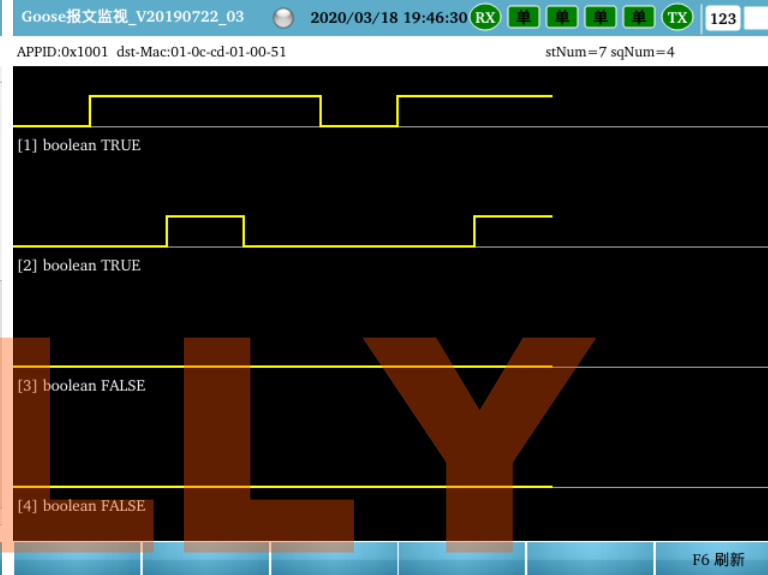 Goose报文监视_V20190722_03 2020/03/18 19:46:30 RX 单 单 单 单 TX 123
APPID:0x1001 dst-Mac:01-0c-cd-01-00-51 stNum=7 sqNum=4
[1] boolean TRUE
[2] boolean TRUE
[3] boolean FALSE
[4] boolean FALSE
LLY
F6 刷新